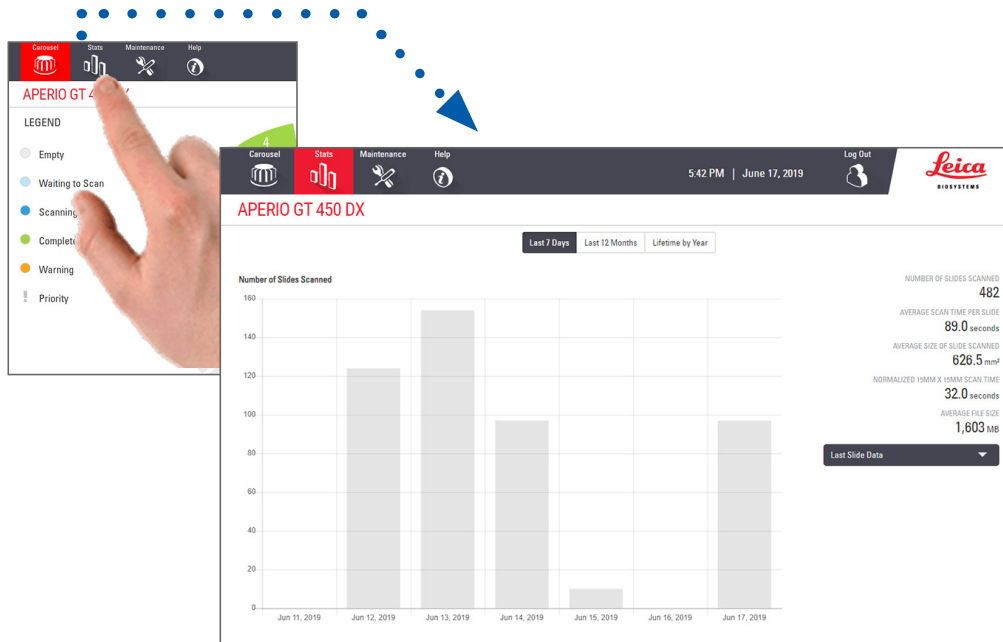 Carousel Stats Maintenance Help
APERIO GT 4
LEGEND
Empty
Waiting to Scan
Scanning
Complete
Warning
Priority
4
Carousel Stats Maintenance Help
5:42 PM | June 17, 2019
Log Out
Leica
BIOSYSTEMS
APERIO GT 450 DX
Last 7 Days Last 12 Months Lifetime by Year
Number of Slides Scanned
160
140
120
100
80
60
40
20
0
Jun 11, 2019 Jun 12, 2019 Jun 13, 2019 Jun 14, 2019 Jun 15, 2019 Jun 16, 2019 Jun 17, 2019
NUMBER OF SLIDES SCANNED
482
AVERAGE SCAN TIME PER SLIDE
89.0 seconds
AVERAGE SIZE OF SLIDE SCANNED
626.5 mm²
NORMALIZED 15MM X 15MM SCAN TIME
32.0 seconds
AVERAGE FILE SIZE
1,603 MB
Last Slide Data